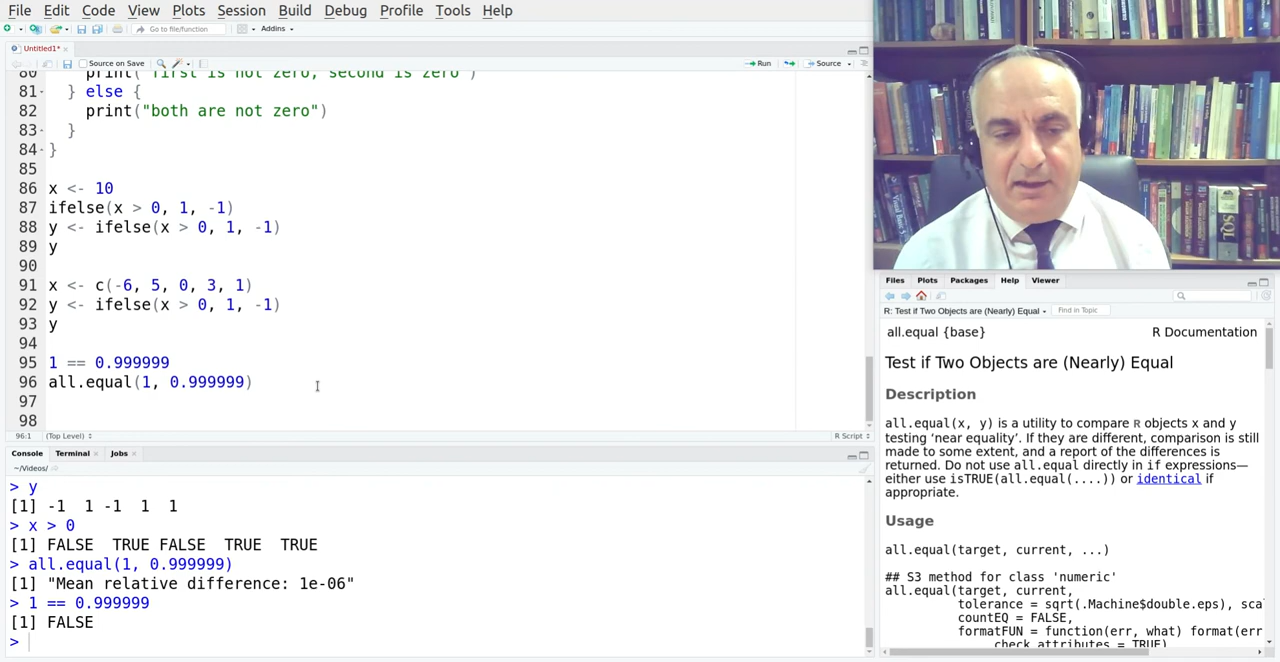 File Edit Code View Plots Session Build Debug Profile Tools Help
Go to file/function Addins
Untitled1*
Source on Save Run Source
80 print("first is not zero, second is zero")
81 } else {
82 print("both are not zero")
83 }
84 }
85
86 x <- 10
87 ifelse(x > 0, 1, -1)
88 y <- ifelse(x > 0, 1, -1)
89 y
90
91 x <- c(-6, 5, 0, 3, 1)
92 y <- ifelse(x > 0, 1, -1)
93 y
94
95 1 == 0.999999
96 all.equal(1, 0.999999)
97
98
96:1 (Top Level) R Script
Console Terminal Jobs
~/Videos/
> y
[1] -1 1 -1 1 1
> x > 0
[1] FALSE TRUE FALSE TRUE TRUE
> all.equal(1, 0.999999)
[1] "Mean relative difference: 1e-06"
> 1 == 0.999999
[1] FALSE
>
Visual Basic 5
SQL
Files Plots Packages Help Viewer
R: Test if Two Objects are (Nearly) Equal Find in Topic
all.equal {base} R Documentation
Test if Two Objects are (Nearly) Equal
Description
all.equal(x, y) is a utility to compare R objects x and y
testing ‘near equality’. If they are different, comparison is still
made to some extent, and a report of the differences is
returned. Do not use all.equal directly in if expressions—
either use isTRUE(all.equal(....)) or identical if
appropriate.
Usage
all.equal(target, current, ...)
## S3 method for class 'numeric'
all.equal(target, current,
tolerance = sqrt(.Machine$double.eps), scal
countEQ = FALSE,
formatFUN = function(err, what) format(err
check.attributes = TRUE)